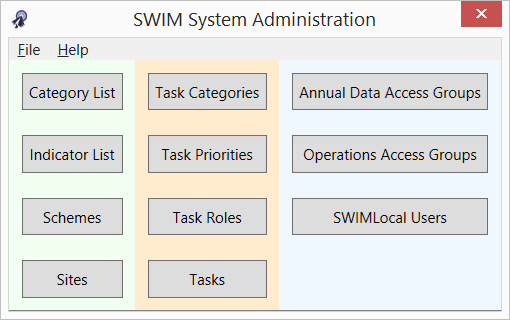 SWIM System Administration
File Help
Category List Task Categories Annual Data Access Groups
Indicator List Task Priorities Operations Access Groups
Schemes Task Roles SWIMLocal Users
Sites Tasks